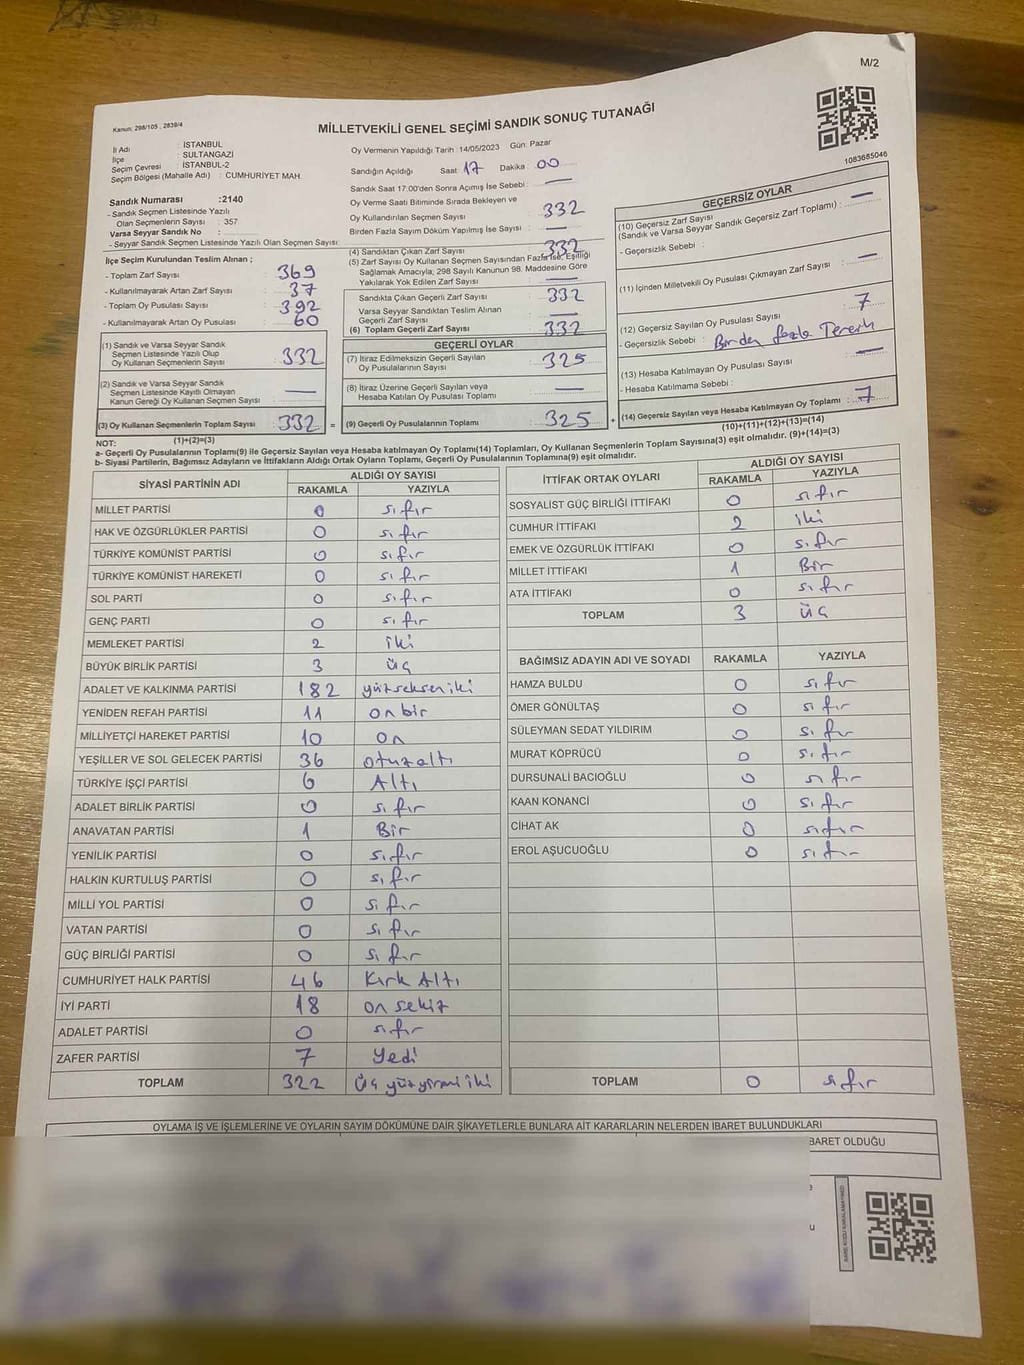 M/2
Kanun; 298/105 , 2839/4
MİLLETVEKİLİ GENEL SEÇİMİ SANDIK SONUÇ TUTANAĞI
1083685046
İl Adı : İSTANBUL
İlçe : SULTANGAZİ
Seçim Çevresi : İSTANBUL-2
Seçim Bölgesi (Mahalle Adı) : CUMHURİYET MAH.
Sandık Numarası :2140
- Sandık Seçmen Listesinde Yazılı
Olan Seçmenlerin Sayısı : 357
Varsa Seyyar Sandık No :
- Seyyar Sandık Seçmen Listesinde Yazılı Olan Seçmen Sayısı:
İlçe Seçim Kurulundan Teslim Alınan ;
- Toplam Zarf Sayısı : 369
- Kullanılmayarak Artan Zarf Sayısı : 37
- Toplam Oy Pusulası Sayısı : 392
- Kullanılmayarak Artan Oy Pusulası : 60
(1) Sandık ve Varsa Seyyar Sandık
Seçmen Listesinde Yazılı Olup
Oy Kullanan Seçmenlerin Sayısı : 332
(2) Sandık ve Varsa Seyyar Sandık
Seçmen Listesinde Kayıtlı Olmayan
Kanun Gereği Oy Kullanan Seçmen Sayısı : —
(3) Oy Kullanan Seçmenlerin Toplam Sayısı : 332 =
(1)+(2)=(3)
Oy Vermenin Yapıldığı Tarih :14/05/2023 Gün: Pazar
Sandığın Açıldığı Saat: 17 Dakika : 00
Sandık Saat 17:00'den Sonra Açımış İse Sebebi : —
Oy Verme Saati Bitiminde Sırada Bekleyen ve
Oy Kullandırılan Seçmen Sayısı : 332
Birden Fazla Sayım Döküm Yapılmış İse Sayısı : —
(4) Sandıktan Çıkan Zarf Sayısı : 332
(5) Zarf Sayısı Oy Kullanan Seçmen Sayısından Fazla İse, Eşitliği
Sağlamak Amacıyla; 298 Sayılı Kanunun 98. Maddesine Göre
Yakılarak Yok Edilen Zarf Sayısı : —
Sandıkta Çıkan Geçerli Zarf Sayısı : 332
Varsa Seyyar Sandıktan Teslim Alınan
Geçerli Zarf Sayısı : —
(6) Toplam Geçerli Zarf Sayısı : 332
GEÇERLİ OYLAR
(7) İtiraz Edilmeksizin Geçerli Sayılan
Oy Pusulalarının Sayısı : 325
(8) İtiraz Üzerine Geçerli Sayılan veya
Hesaba Katılan Oy Pusulası Toplamı : —
(9) Geçerli Oy Pusulalarının Toplamı : 325 +
GEÇERSİZ OYLAR
(10) Geçersiz Zarf Sayısı
(Sandık ve Varsa Seyyar Sandık Geçersiz Zarf Toplamı) : —
- Geçersizlik Sebebi :
(11) İçinden Milletvekili Oy Pusulası Çıkmayan Zarf Sayısı : —
(12) Geçersiz Sayılan Oy Pusulası Sayısı : 7
- Geçersizlik Sebebi : Birden fazla Tercih
(13) Hesaba Katılmayan Oy Pusulası Sayısı : —
- Hesaba Katılmama Sebebi :
(14) Geçersiz Sayılan veya Hesaba Katılmayan Oy Toplamı : 7
(10)+(11)+(12)+(13)=(14)
NOT:
a- Geçerli Oy Pusulalarının Toplamı(9) ile Geçersiz Sayılan veya Hesaba katılmayan Oy Toplamı(14) Toplamları, Oy Kullanan Seçmenlerin Toplam Sayısına(3) eşit olmalıdır. (9)+(14)=(3)
b- Siyasi Partilerin, Bağımsız Adayların ve İttifakların Aldığı Oy Sayısı Toplamı, Geçerli Oy Pusulalarının Toplamına(9) eşit olmalıdır.
SİYASİ PARTİNİN ADI ALDIĞI OY SAYISI
RAKAMLA YAZIYLA
MİLLET PARTİSİ 0 sıfır
HAK VE ÖZGÜRLÜKLER PARTİSİ 0 sıfır
TÜRKİYE KOMÜNİST PARTİSİ 0 sıfır
TÜRKİYE KOMÜNİST HAREKETİ 0 sıfır
SOL PARTİ 0 sıfır
GENÇ PARTİ 0 sıfır
MEMLEKET PARTİSİ 2 iki
BÜYÜK BİRLİK PARTİSİ 3 üç
ADALET VE KALKINMA PARTİSİ 182 yüzseksen iki
YENİDEN REFAH PARTİSİ 11 on bir
MİLLİYETÇİ HAREKET PARTİSİ 10 on
YEŞİLLER VE SOL GELECEK PARTİSİ 36 otuzaltı
TÜRKİYE İŞÇİ PARTİSİ 6 Altı
ADALET BİRLİK PARTİSİ 0 sıfır
ANAVATAN PARTİSİ 1 Bir
YENİLİK PARTİSİ 0 sıfır
HALKIN KURTULUŞ PARTİSİ 0 sıfır
MİLLİ YOL PARTİSİ 0 sıfır
VATAN PARTİSİ 0 sıfır
GÜÇ BİRLİĞİ PARTİSİ 0 sıfır
CUMHURİYET HALK PARTİSİ 46 Kırk Altı
İYİ PARTİ 18 on sekiz
ADALET PARTİSİ 0 sıfır
ZAFER PARTİSİ 7 Yedi
TOPLAM 322 üç yüz yirmi iki
İTTİFAK ORTAK OYLARI ALDIĞI OY SAYISI
RAKAMLA YAZIYLA
SOSYALİST GÜÇ BİRLİĞİ İTTİFAKI 0 sıfır
CUMHUR İTTİFAKI 2 iki
EMEK VE ÖZGÜRLÜK İTTİFAKI 0 sıfır
MİLLET İTTİFAKI 1 Bir
ATA İTTİFAKI 0 sıfır
TOPLAM 3 üç
BAĞIMSIZ ADAYIN ADI VE SOYADI RAKAMLA YAZIYLA
HAMZA BULDU 0 sıfır
ÖMER GÖNÜLTAŞ 0 sıfır
SÜLEYMAN SEDAT YILDIRIM 0 sıfır
MURAT KÖPRÜCÜ 0 sıfır
DURSUNALİ BACIOĞLU 0 sıfır
KAAN KONANCİ 0 sıfır
CİHAT AK 0 sıfır
EROL AŞUCUOĞLU 0 sıfır
TOPLAM 0 sıfır
OYLAMA İŞ VE İŞLEMLERİNE VE OYLARIN SAYIM DÖKÜMÜNE DAİR ŞİKAYETLERLE BUNLARA AİT KARARLARIN NELERDEN İBARET BULUNDUKLARI
BARET OLDUĞU